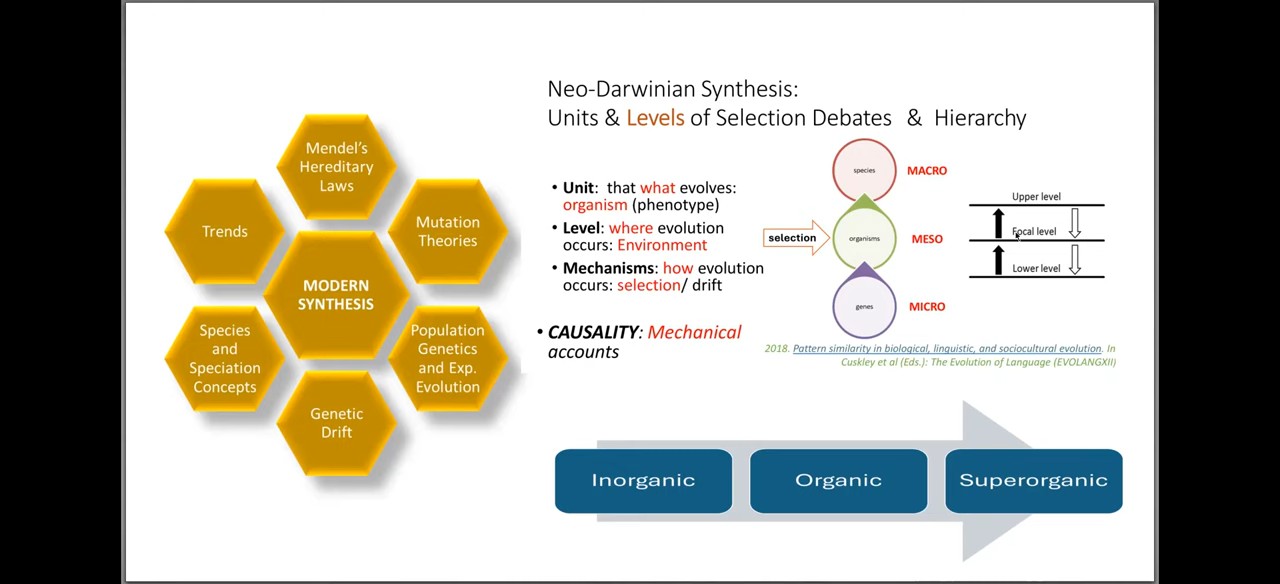 Neo-Darwinian Synthesis:
Units & Levels of Selection Debates & Hierarchy
Mendel's
Hereditary
Laws
Trends
Mutation
Theories
MODERN
SYNTHESIS
Species
and
Speciation
Concepts
Population
Genetics
and Exp.
Evolution
Genetic
Drift
• Unit: that what evolves:
organism (phenotype)
• Level: where evolution
occurs: Environment
• Mechanisms: how evolution
occurs: selection/ drift
• CAUSALITY: Mechanical
accounts
selection
species
organisms
genes
MACRO
MESO
MICRO
Upper level
Focal level
Lower level
2018. Pattern similarity in biological, linguistic, and sociocultural evolution. In
Cuskley et al (Eds.): The Evolution of Language (EVOLANGXII)
Inorganic
Organic
Superorganic